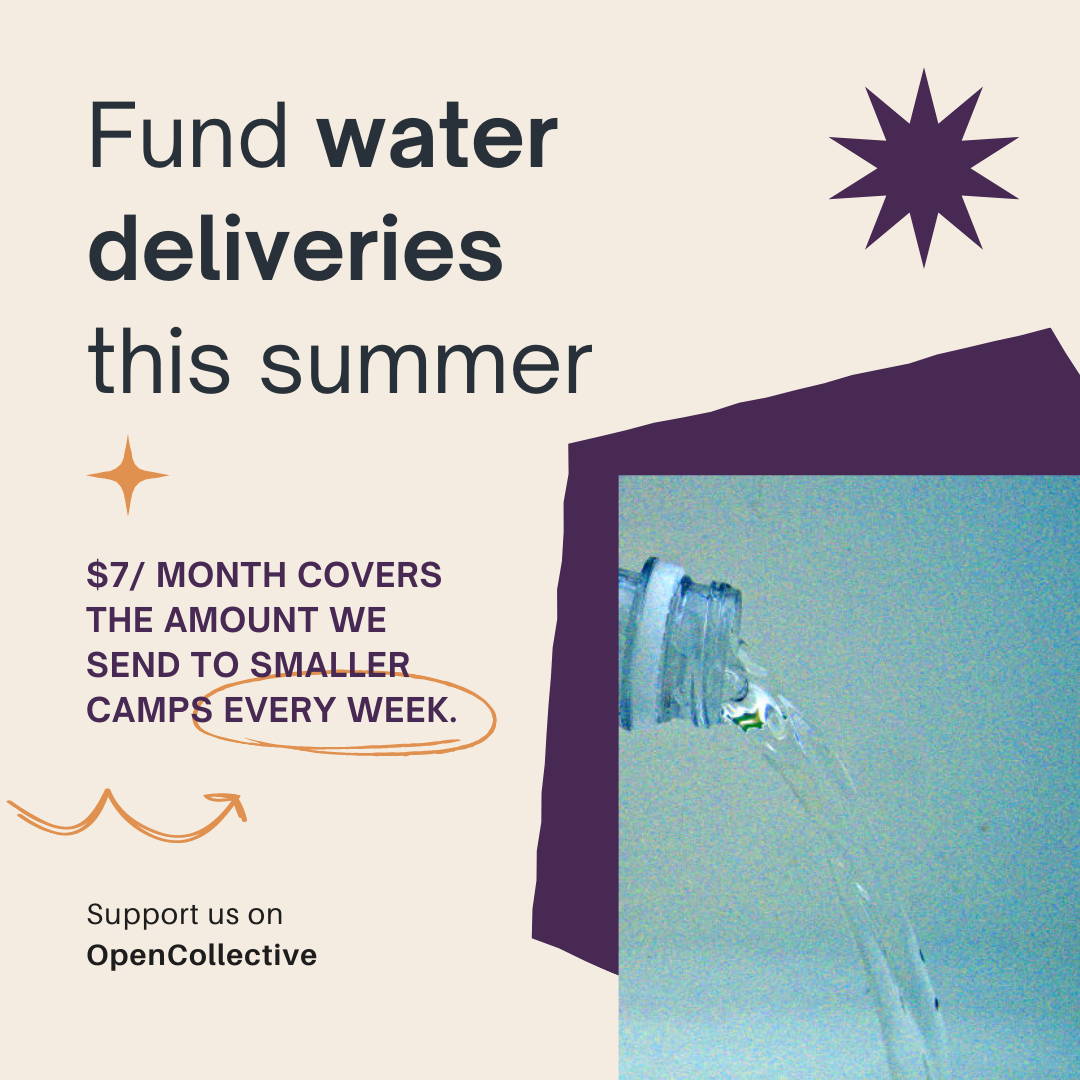 Fund water
deliveries
this summer
$7/ MONTH COVERS
THE AMOUNT WE
SEND TO SMALLER
CAMPS EVERY WEEK.
Support us on
OpenCollective